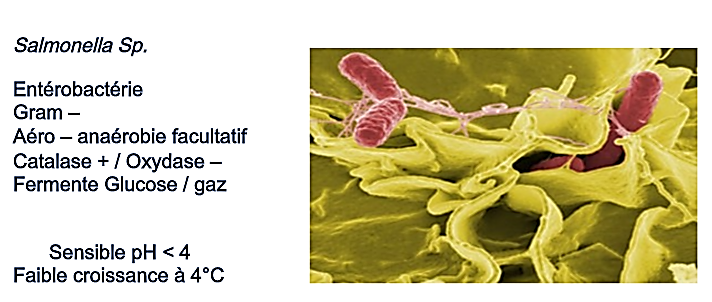 Salmonella Sp.
Entérobactérie
Gram –
Aéro – anaérobie facultatif
Catalase + / Oxydase –
Fermente Glucose / gaz
Sensible pH < 4
Faible croissance à 4°C